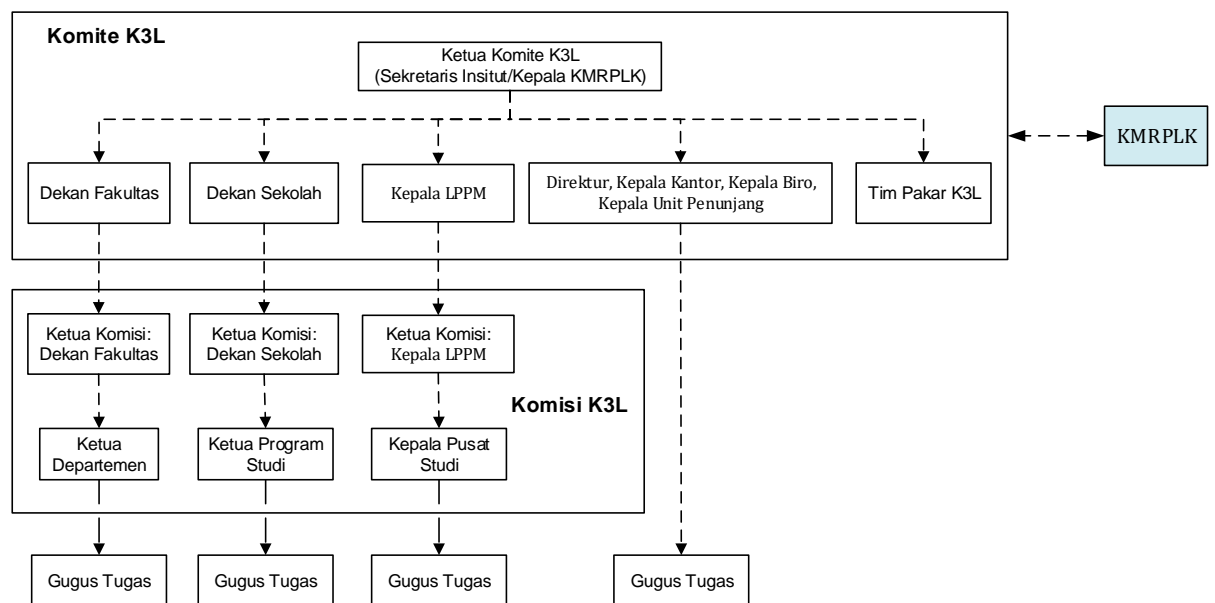 Komite K3L
Ketua Komite K3L
(Sekretaris Insitut/Kepala KMRPLK)
KMRPLK
Dekan Fakultas
Dekan Sekolah
Kepala LPPM
Direktur, Kepala Kantor, Kepala Biro,
Kepala Unit Penunjang
Tim Pakar K3L
Ketua Komisi:
Dekan Fakultas
Ketua Komisi:
Dekan Sekolah
Ketua Komisi:
Kepala LPPM
Komisi K3L
Ketua
Departemen
Ketua Program
Studi
Kepala Pusat
Studi
Gugus Tugas
Gugus Tugas
Gugus Tugas
Gugus Tugas